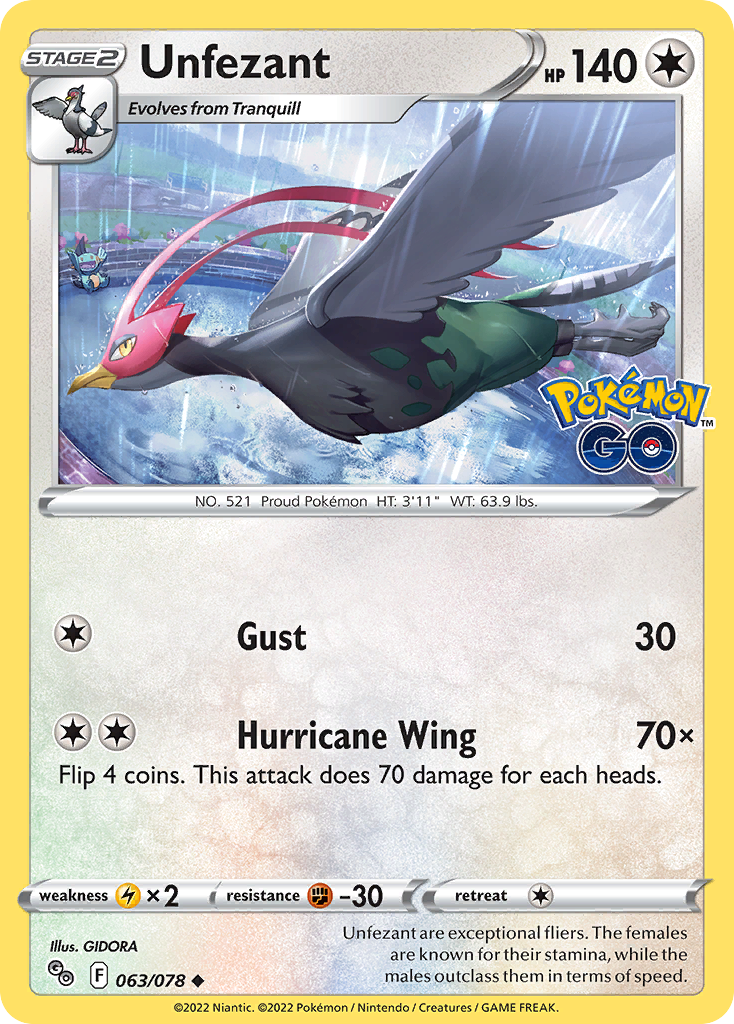 STAGE2
Unfezant
HP 140
Evolves from Tranquill
Pokémon™
GO
NO. 521 Proud Pokémon HT: 3'11" WT: 63.9 lbs.
Gust 30
Hurricane Wing 70×
Flip 4 coins. This attack does 70 damage for each heads.
weakness ×2 resistance -30 retreat
Illus. GIDORA
GO F 063/078
Unfezant are exceptional fliers. The females
are known for their stamina, while the
males outclass them in terms of speed.
©2022 Niantic. ©2022 Pokémon / Nintendo / Creatures / GAME FREAK.